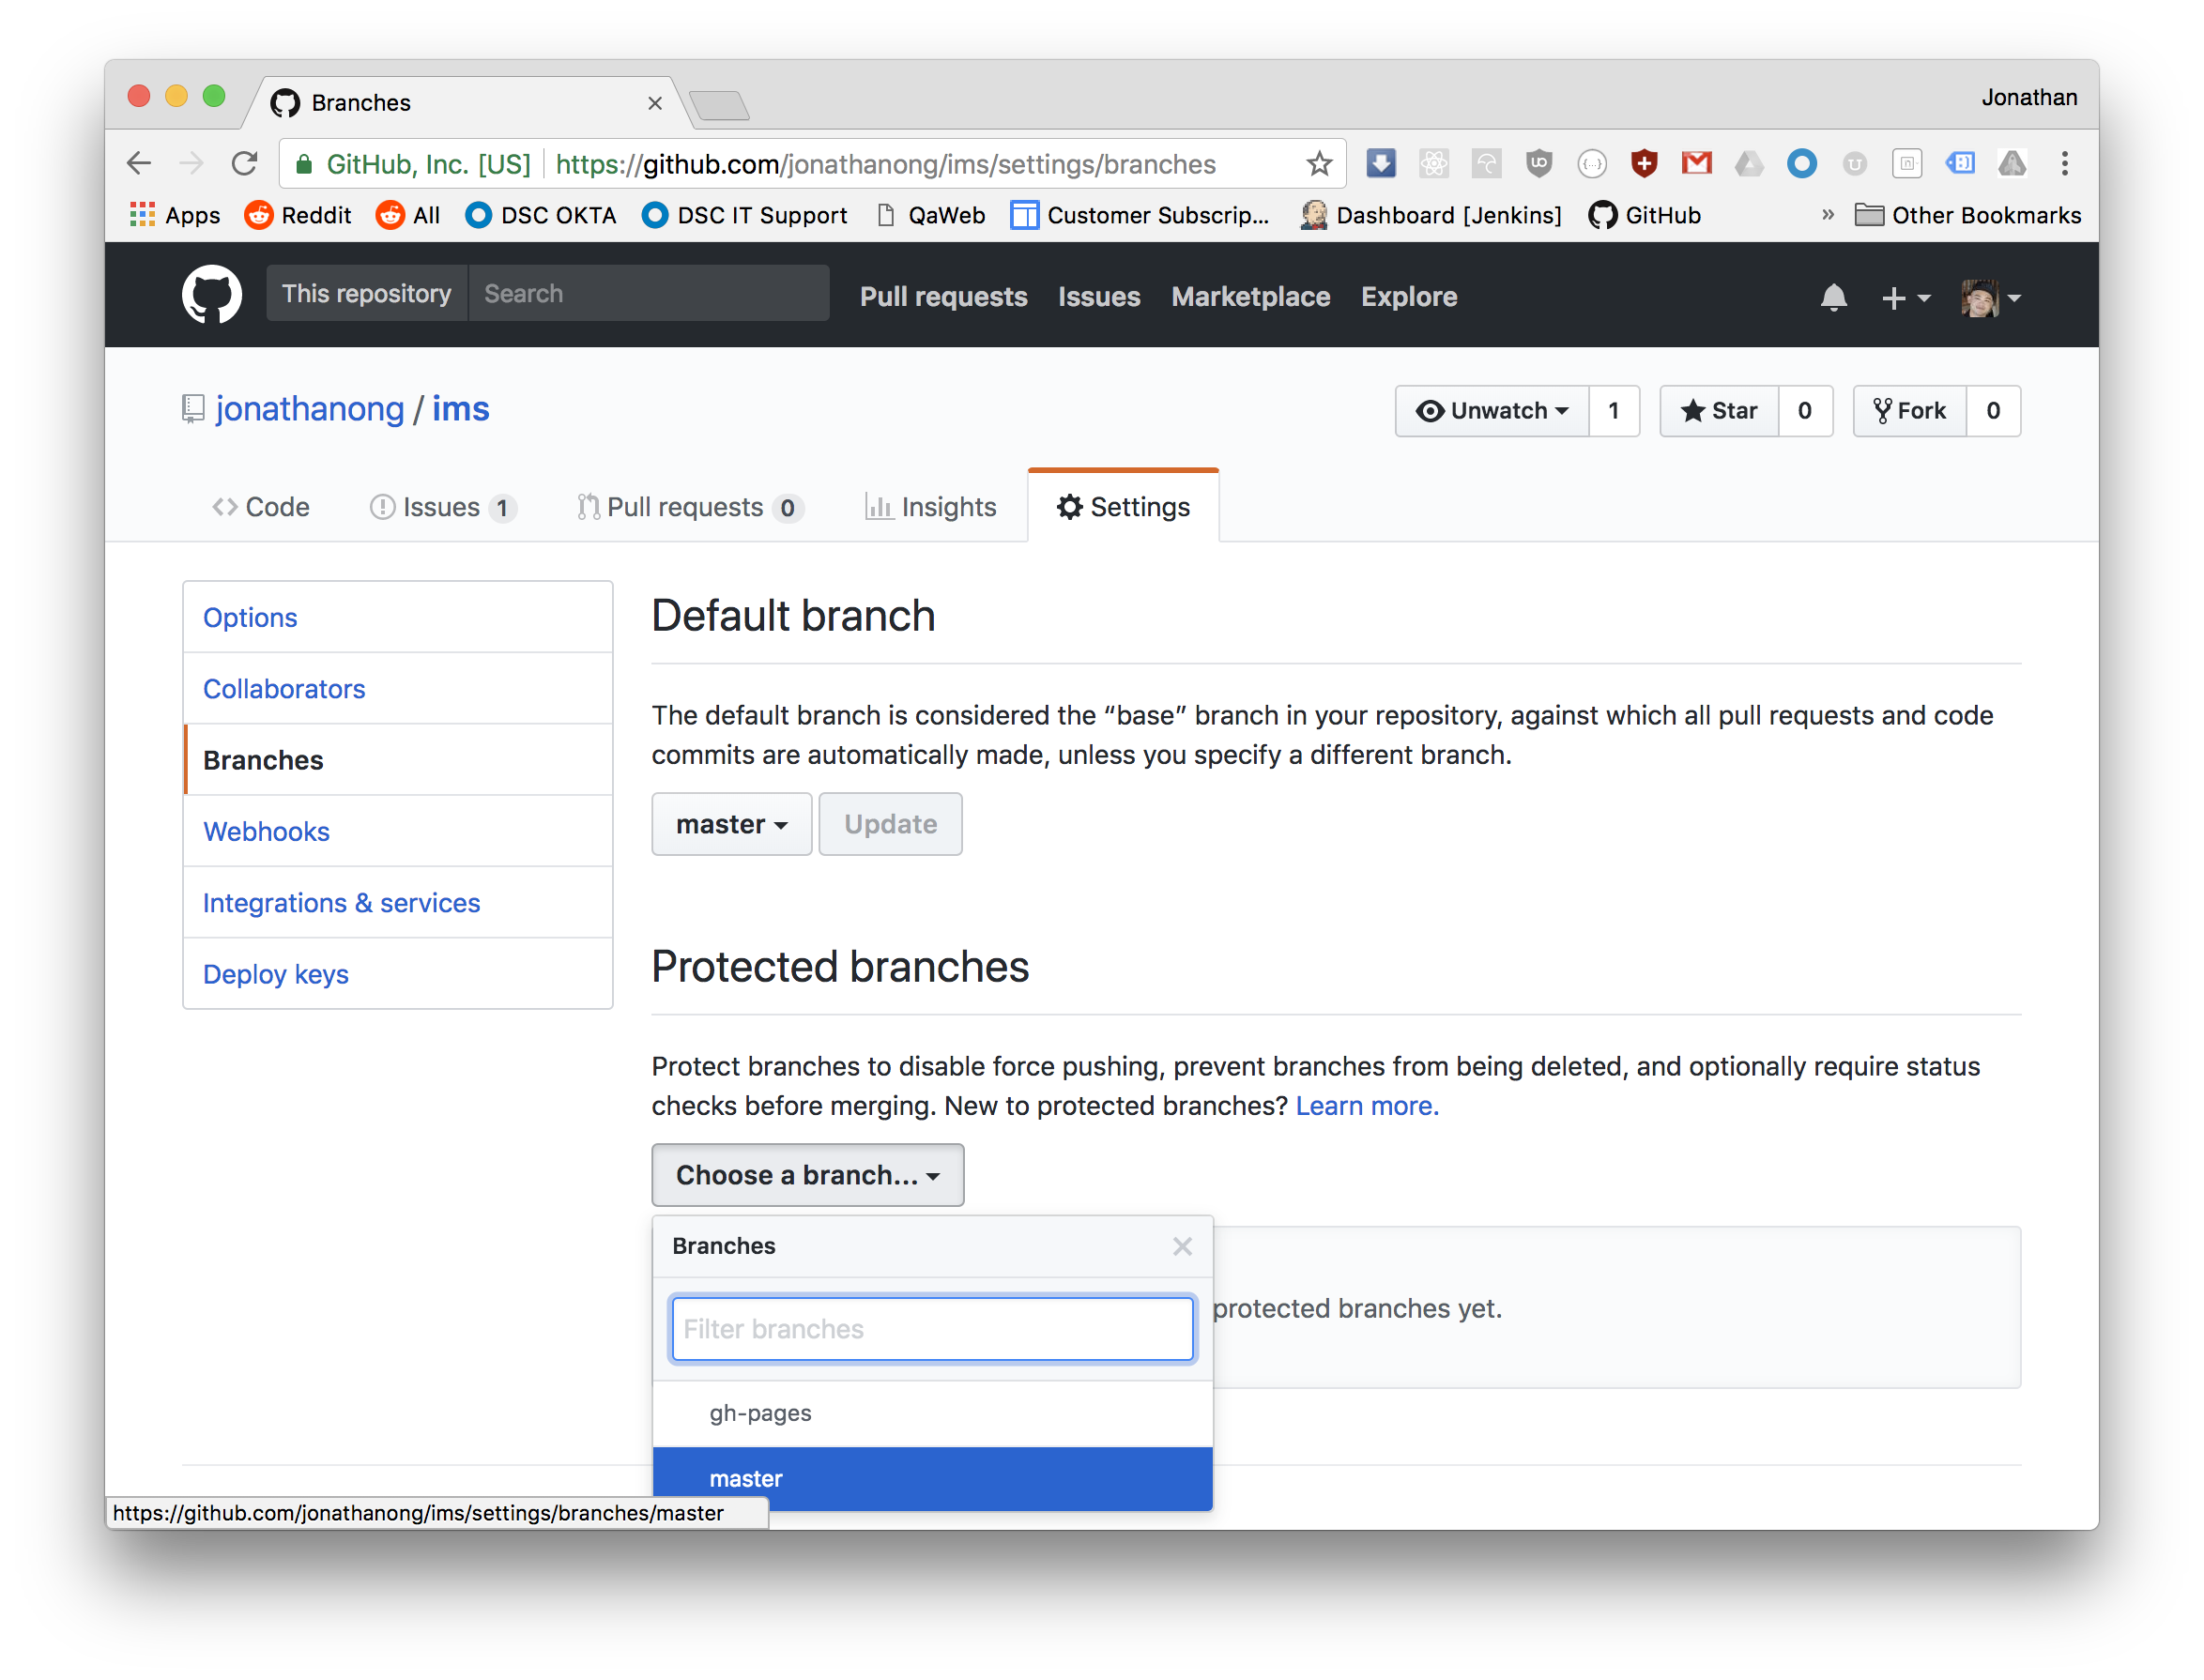 Branches
Jonathan
GitHub, Inc. [US] https://github.com/jonathanong/ims/settings/branches
Apps Reddit All DSC OKTA DSC IT Support QaWeb Customer Subscrip... Dashboard [Jenkins] GitHub » Other Bookmarks
This repository Search Pull requests Issues Marketplace Explore
jonathanong / ims
Unwatch 1 Star 0 Fork 0
Code Issues 1 Pull requests 0 Insights Settings
Options
Collaborators
Branches
Webhooks
Integrations & services
Deploy keys
Default branch
The default branch is considered the “base” branch in your repository, against which all pull requests and code
commits are automatically made, unless you specify a different branch.
master Update
Protected branches
Protect branches to disable force pushing, prevent branches from being deleted, and optionally require status
checks before merging. New to protected branches? Learn more.
Choose a branch...
Branches
Filter branches
protected branches yet.
gh-pages
master
https://github.com/jonathanong/ims/settings/branches/master